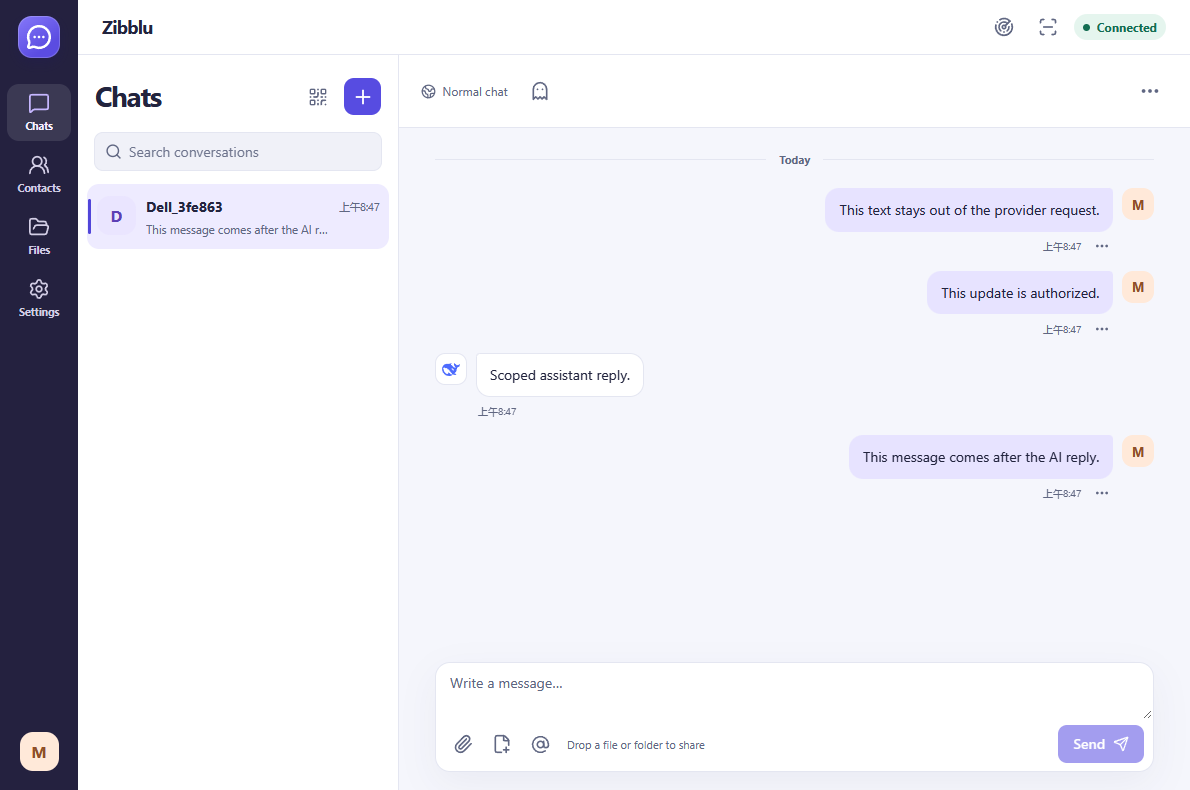 Zibblu
Connected
Chats
Contacts
Files
Settings
M
Chats
Search conversations
D
Dell_3fe863
上午8:47
This message comes after the AI r...
Normal chat
Today
This text stays out of the provider request.
M
上午8:47
This update is authorized.
M
上午8:47
Scoped assistant reply.
上午8:47
This message comes after the AI reply.
M
上午8:47
Write a message...
Drop a file or folder to share
Send